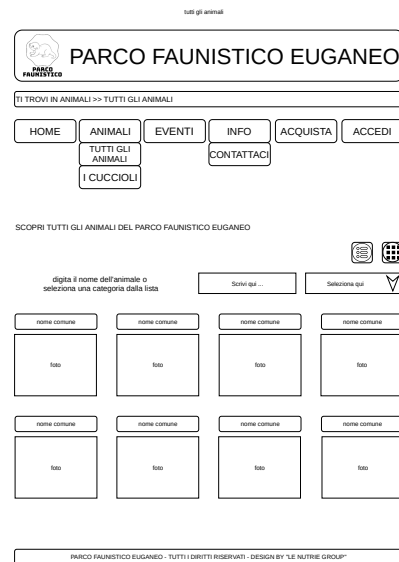 tutti gli animali
PARCO
FAUNISTICO
PARCO FAUNISTICO EUGANEO
TI TROVI IN ANIMALI >> TUTTI GLI ANIMALI
HOME
ANIMALI
EVENTI
INFO
ACQUISTA
ACCEDI
TUTTI GLI
ANIMALI
CONTATTACI
I CUCCIOLI
SCOPRI TUTTI GLI ANIMALI DEL PARCO FAUNISTICO EUGANEO
digita il nome dell'animale o
seleziona una categoria dalla lista
Scrivi qui ...
Seleziona qui
nome comune
nome comune
nome comune
nome comune
foto
foto
foto
foto
nome comune
nome comune
nome comune
nome comune
foto
foto
foto
foto
PARCO FAUNISTICO EUGANEO - TUTTI I DIRITTI RISERVATI - DESIGN BY "LE NUTRIE GROUP"